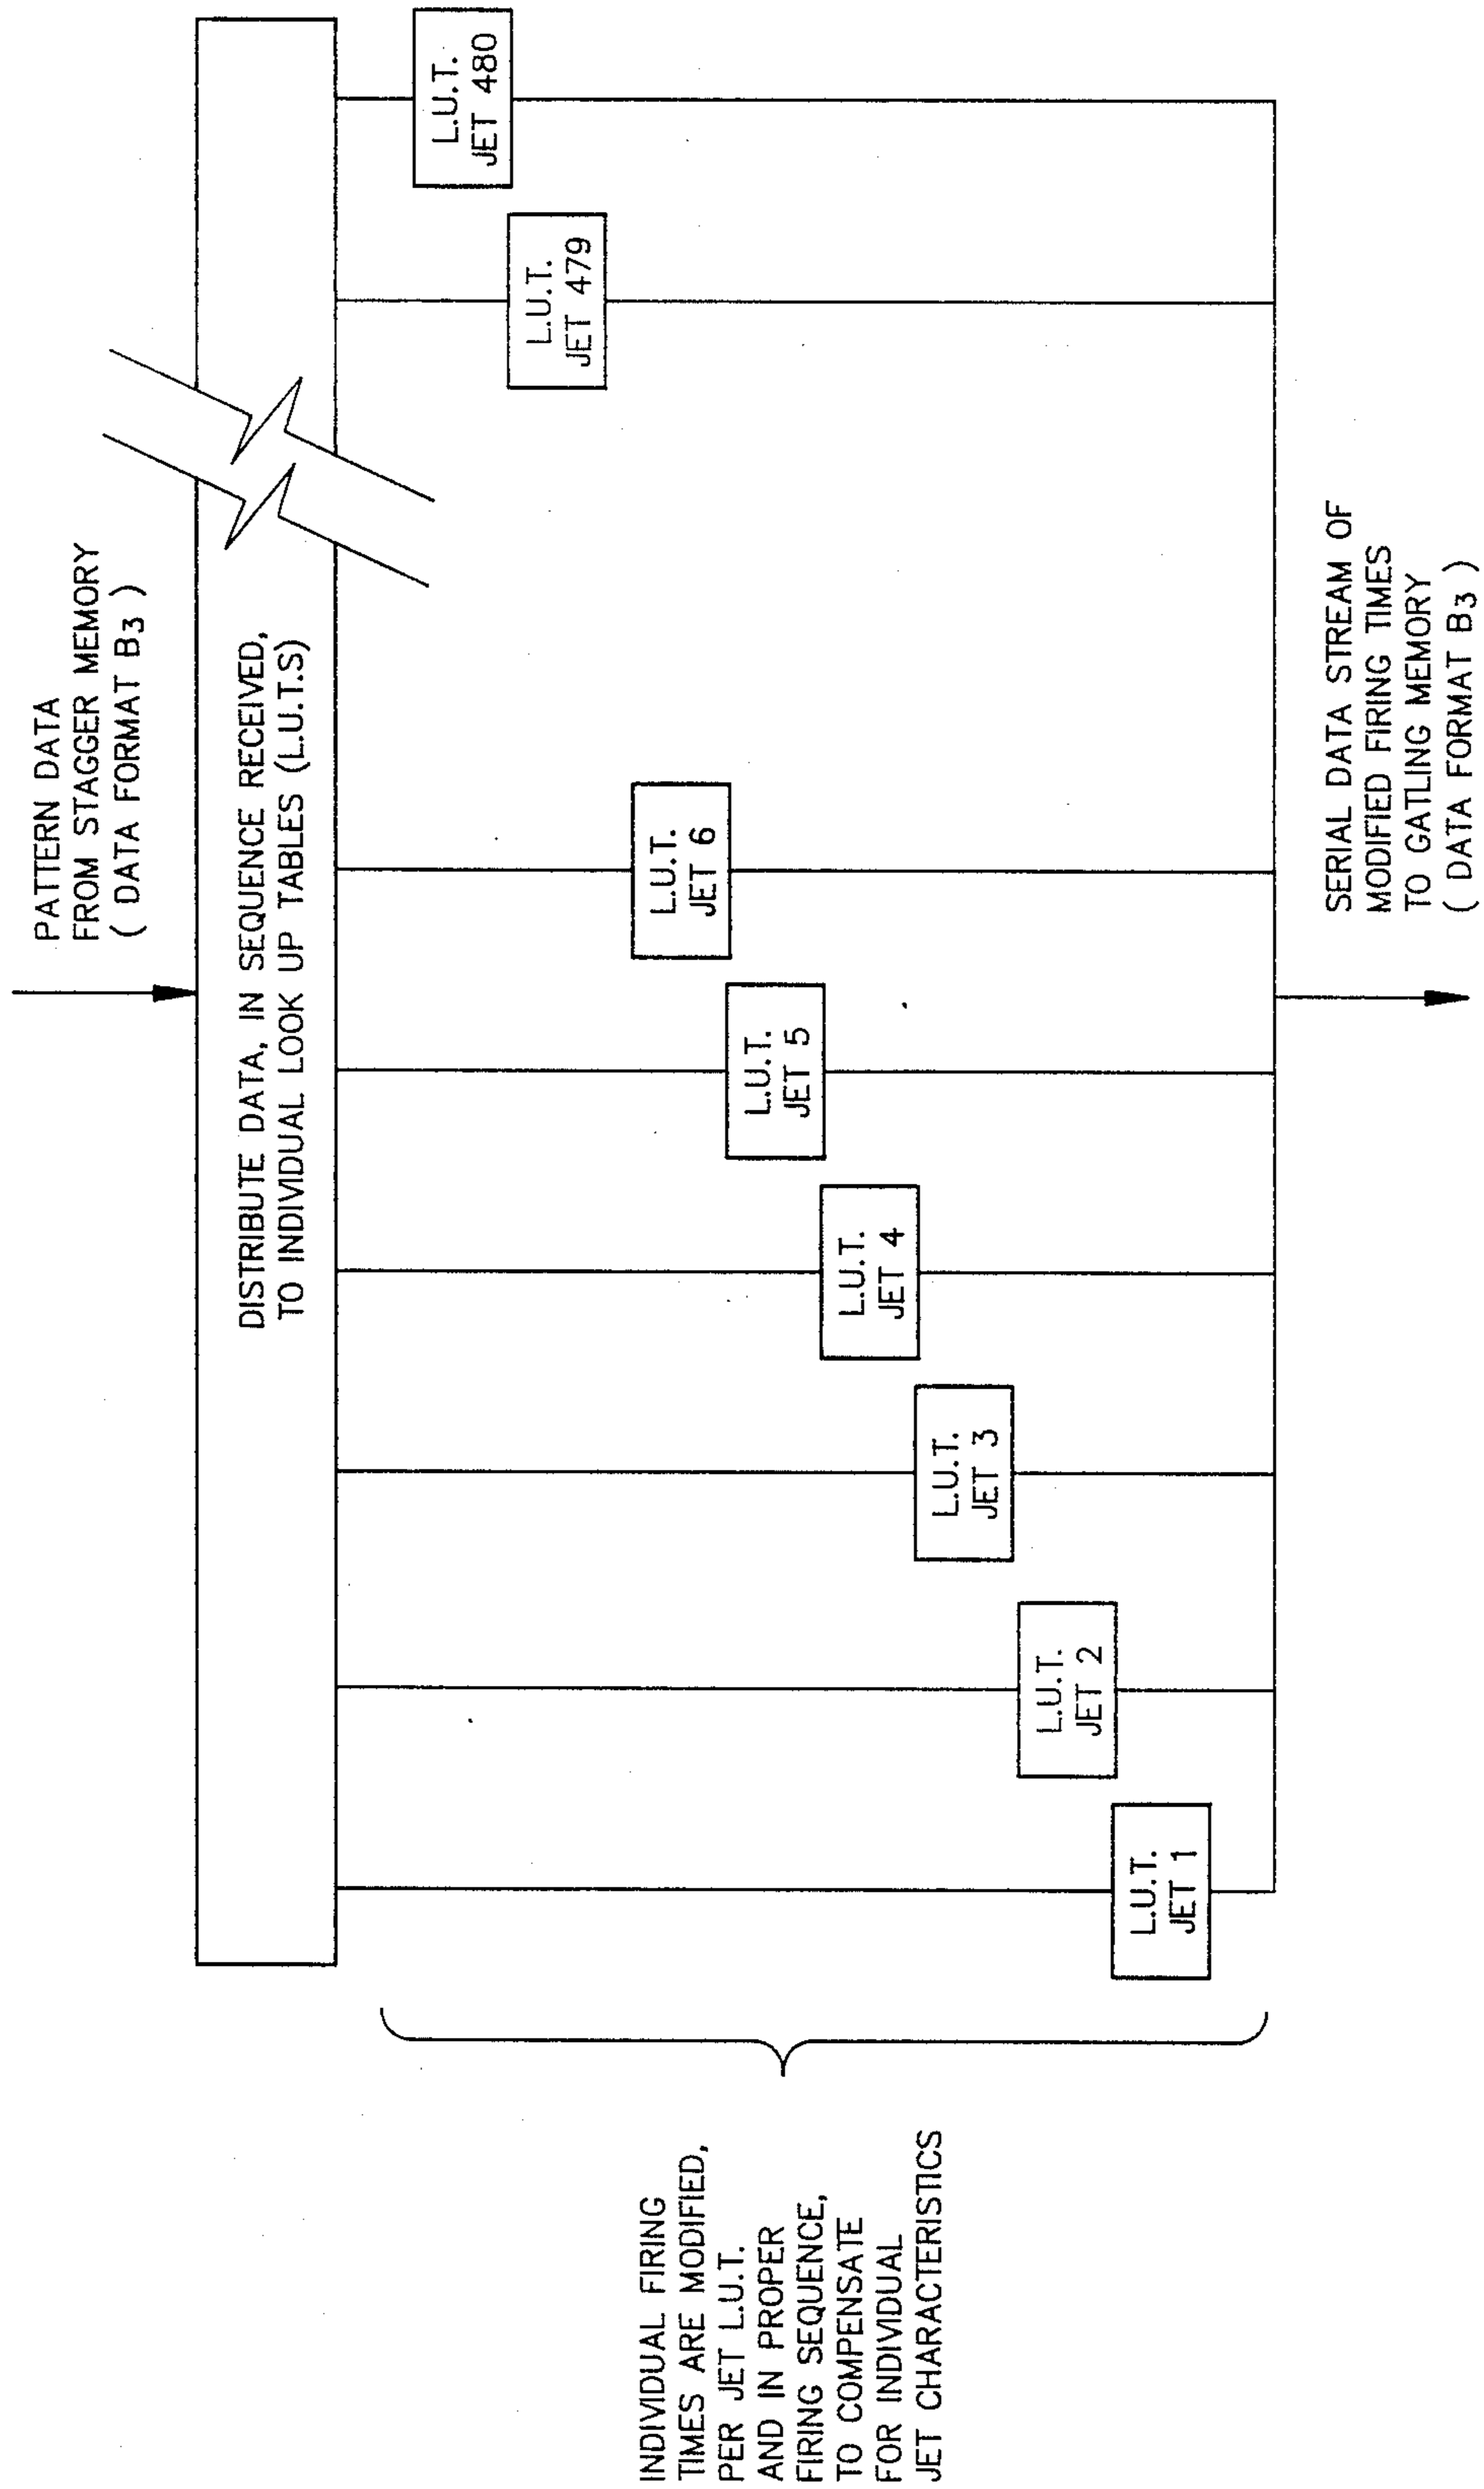 PATTERN DATA
FROM STAGGER MEMORY
( DATA FORMAT B3 )
DISTRIBUTE DATA, IN SEQUENCE RECEIVED,
TO INDIVIDUAL LOOK UP TABLES (L.U.T.S)
INDIVIDUAL FIRING
TIMES ARE MODIFIED,
PER JET L.U.T.
AND IN PROPER
FIRING SEQUENCE,
TO COMPENSATE
FOR INDIVIDUAL
JET CHARACTERISTICS
L.U.T.
JET 1
L.U.T.
JET 2
L.U.T.
JET 3
L.U.T.
JET 4
L.U.T.
JET 5
L.U.T.
JET 6
L.U.T.
JET 479
L.U.T.
JET 480
SERIAL DATA STREAM OF
MODIFIED FIRING TIMES
TO GATLING MEMORY
( DATA FORMAT B3 )